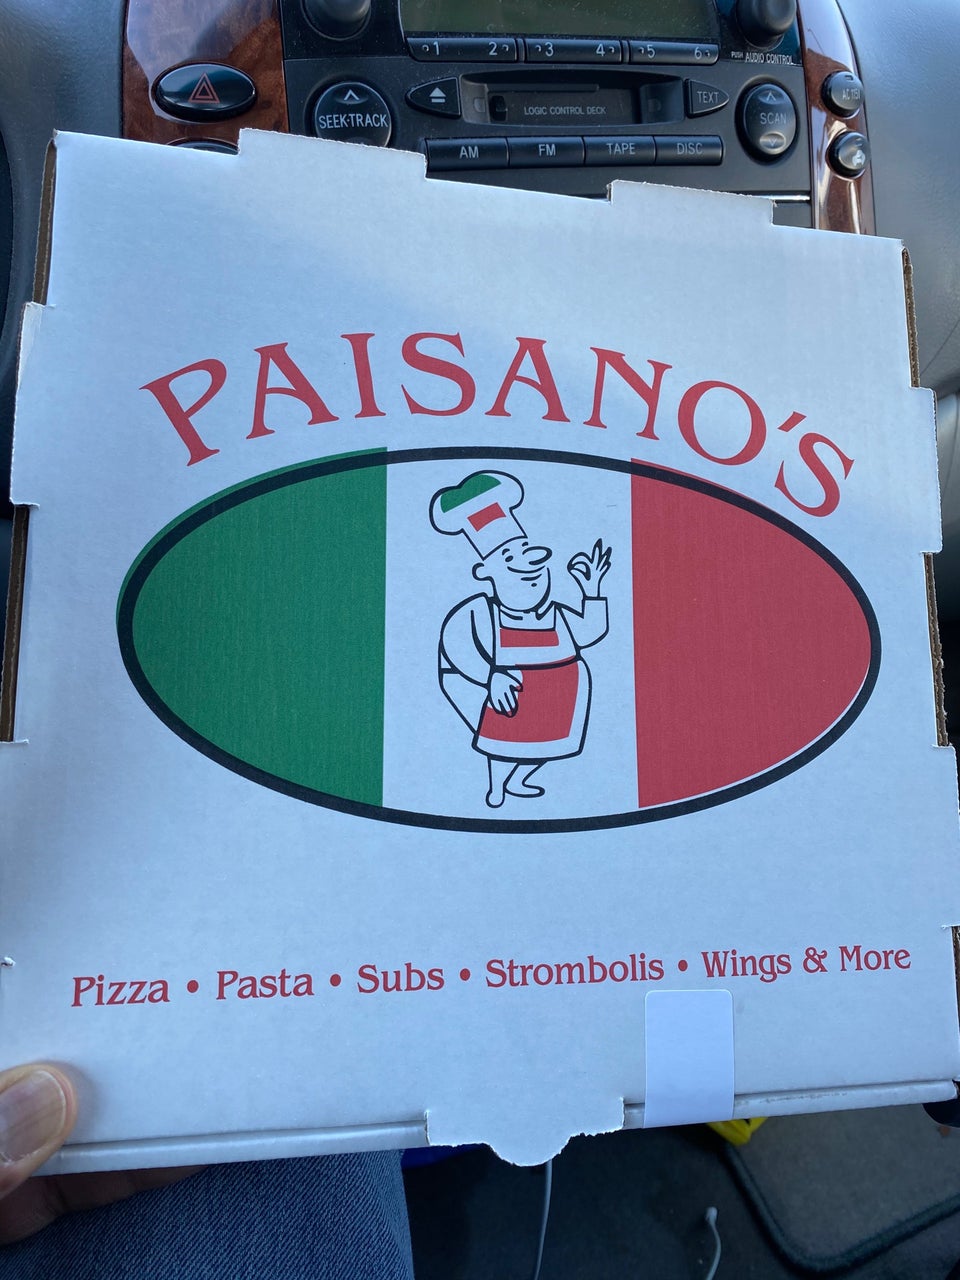 1 2 3 4 5 6
PUSH AUDIO CONTROL
SEEK•TRACK
LOGIC CONTROL DECK
TEXT
SCAN
AM FM TAPE DISC
PAISANO'S
Pizza • Pasta • Subs • Strombolis • Wings & More